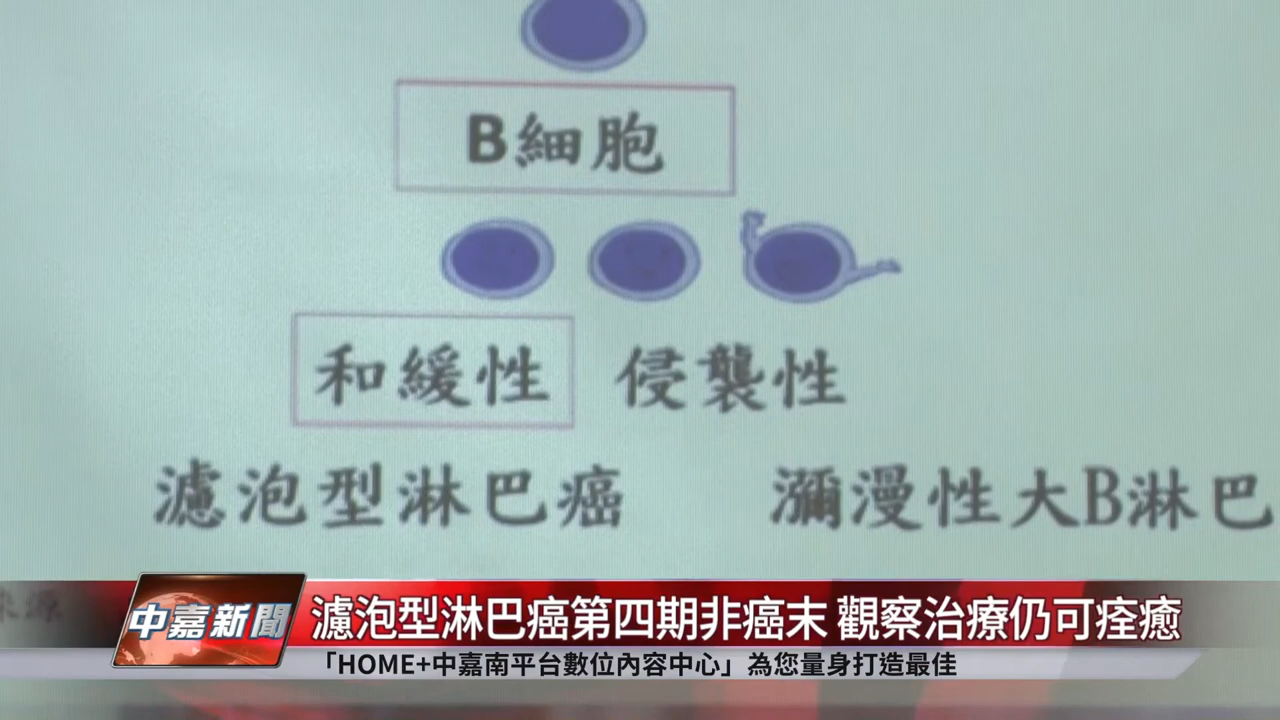 B細胞
和緩性 侵襲性
濾泡型淋巴癌 瀰漫性大B淋巴
來源
中嘉新聞
濾泡型淋巴癌第四期非癌末 觀察治療仍可痊癒
「HOME+中嘉南平台數位內容中心」為您量身打造最佳